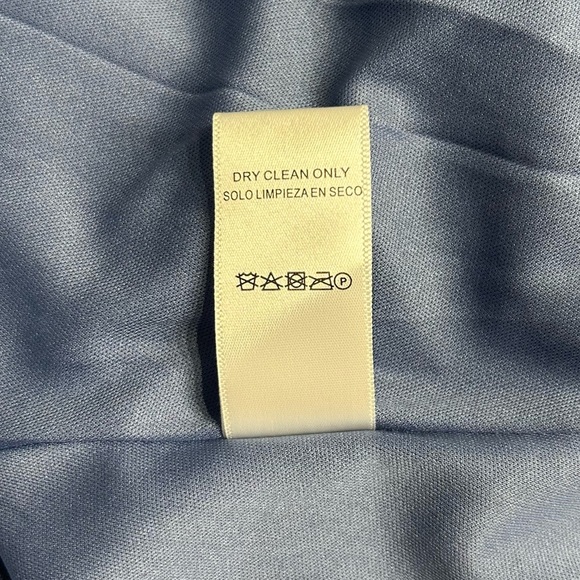 DRY CLEAN ONLY
SOLO LIMPIEZA EN SECO
P